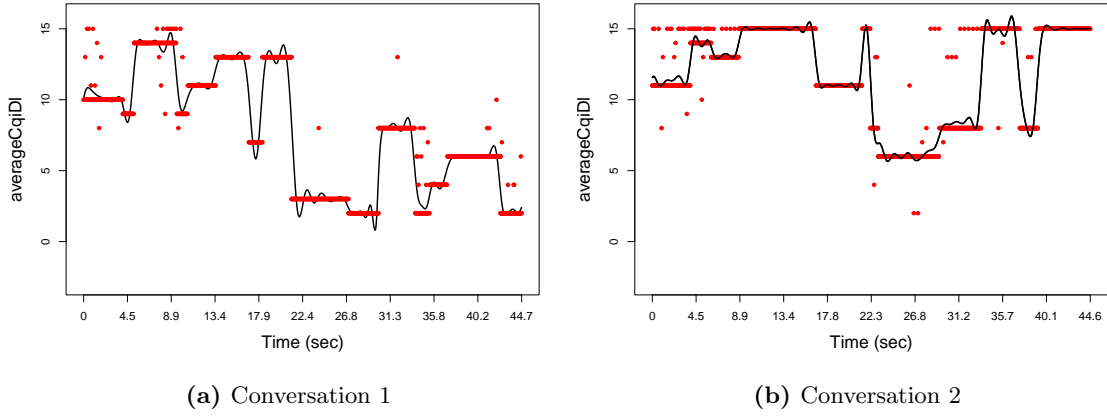 averageCqiDl
15
10
5
0
0 4.5 8.9 13.4 17.9 22.4 26.8 31.3 35.8 40.2 44.7
Time (sec)
(a) Conversation 1
averageCqiDl
15
10
5
0
0 4.5 8.9 13.4 17.8 22.3 26.8 31.2 35.7 40.1 44.6
Time (sec)
(b) Conversation 2